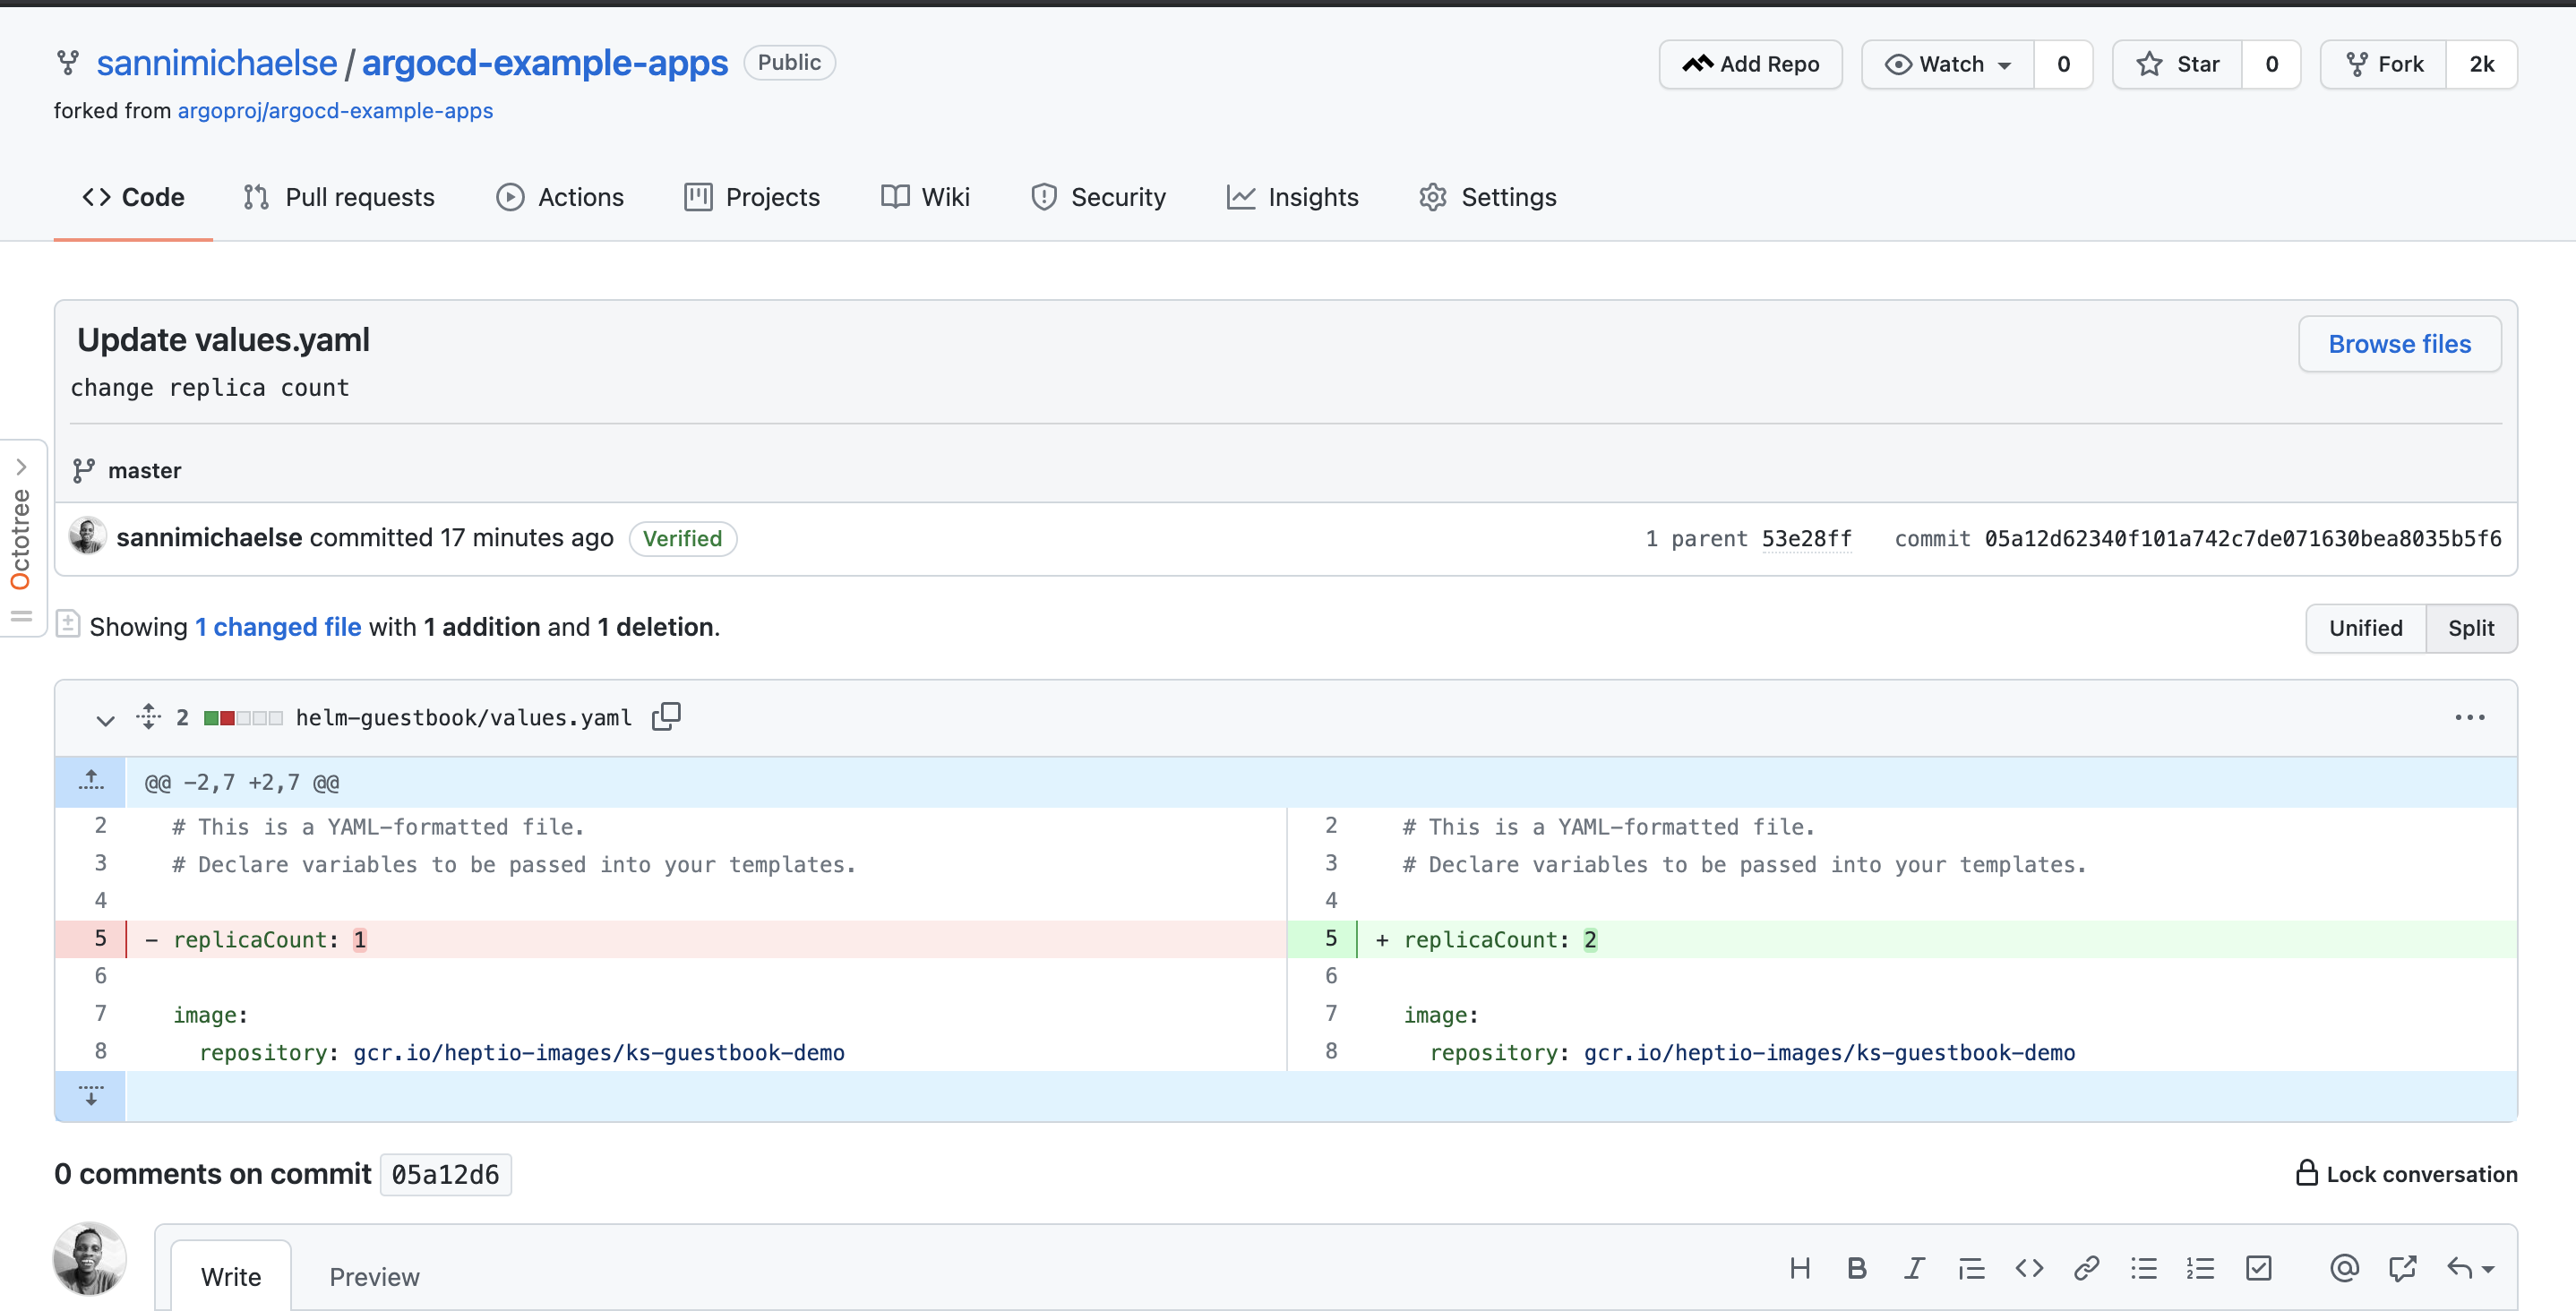 sannimichaelse / argocd-example-apps Public
Add Repo Watch 0 Star 0 Fork 2k
forked from argoproj/argocd-example-apps
Code Pull requests Actions Projects Wiki Security Insights Settings
Update values.yaml
Browse files
change replica count
master
Octotree
sannimichaelse committed 17 minutes ago Verified
1 parent 53e28ff commit 05a12d62340f101a742c7de071630bea8035b5f6
Showing 1 changed file with 1 addition and 1 deletion.
Unified Split
2 helm-guestbook/values.yaml
@@ -2,7 +2,7 @@
2 # This is a YAML-formatted file. 2 # This is a YAML-formatted file.
3 # Declare variables to be passed into your templates. 3 # Declare variables to be passed into your templates.
4 4
5 - replicaCount: 1 5 + replicaCount: 2
6 6
7 image: 7 image:
8 repository: gcr.io/heptio-images/ks-guestbook-demo 8 repository: gcr.io/heptio-images/ks-guestbook-demo
0 comments on commit 05a12d6
Lock conversation
Write Preview